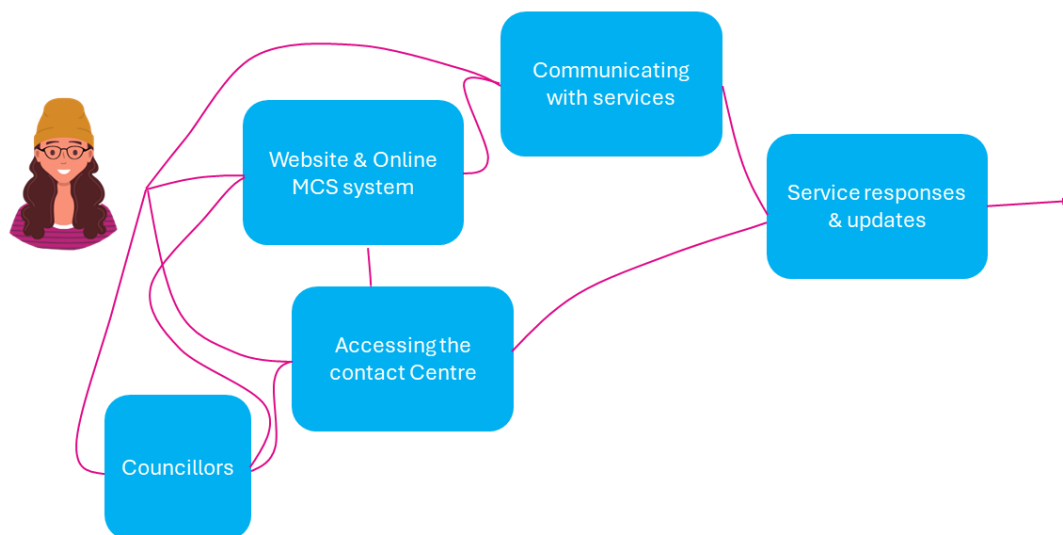 Communicating
with services
Website & Online
MCS system
Service responses
& updates
Accessing the
contact Centre
Councillors